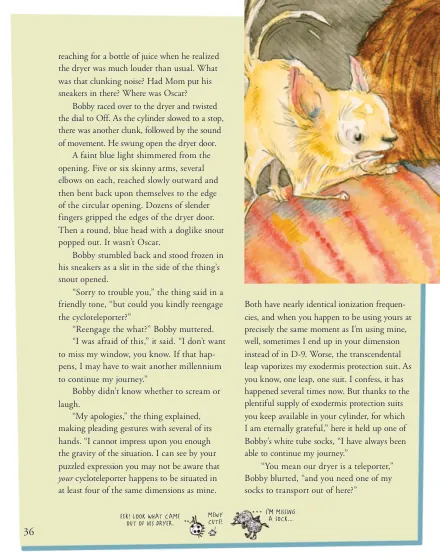 reaching for a bottle of juice when he realized
the dryer was much louder than usual. What
was that clunking noise? Had Mom put his
sneakers in there? Where was Oscar?
Bobby raced over to the dryer and twisted
the dial to Off. As the cylinder slowed to a stop,
there was another clunk, followed by the sound
of movement. He swung open the dryer door.
A faint blue light shimmered from the
opening. Five or six skinny arms, several
elbows on each, reached slowly outward and
then bent back upon themselves to the edge
of the circular opening. Dozens of slender
fingers gripped the edges of the dryer door.
Then a round, blue head with a doglike snout
popped out. It wasn't Oscar.
Bobby stumbled back and stood frozen in
his sneakers as a slit in the side of the thing's
snout opened.
"Sorry to trouble you," the thing said in a
friendly tone, "but could you kindly reengage
the cycloteleporter?"
"Reengage the what?" Bobby muttered.
"I was afraid of this," it said. "I don't want
to miss my window, you know. If that hap-
pens, I may have to wait another millennium
to continue my journey."
Bobby didn't know whether to scream or
laugh.
"My apologies," the thing explained,
making pleading gestures with several of its
hands. "I cannot impress upon you enough
the gravity of the situation. I can see by your
puzzled expression you may not be aware that
your cycloteleporter happens to be situated in
at least four of the same dimensions as mine.
Both have nearly identical ionization frequen-
cies, and when you happen to be using yours at
precisely the same moment as I'm using mine,
well, sometimes I end up in your dimension
instead of in D-9. Worse, the transcendental
leap vaporizes my exodermis protection suit. As
you know, one leap, one suit. I confess, it has
happened several times now. But thanks to the
plentiful supply of exodermis protection suits
you keep available in your cylinder, for which
I am eternally grateful," here it held up one of
Bobby's white tube socks, "I have always been
able to continue my journey."
"You mean our dryer is a teleporter,"
Bobby blurted, "and you need one of my
socks to transport out of here?"
EEK! LOOK WHAT CAME
OUT OF HIS DRYER.
MEWY
CUTE!
I'M MISSING
A SOCK...
36